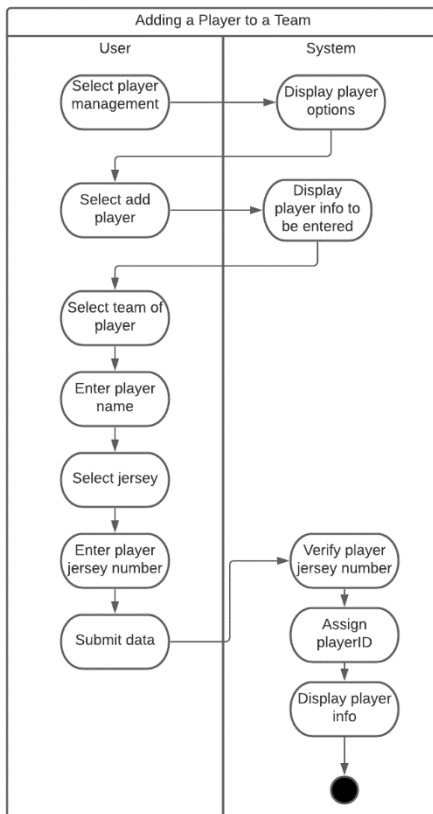 Adding a Player to a Team
User
System
Select player
management
Display player
options
Select add
player
Display
player info to
be entered
Select team of
player
Enter player
name
Select jersey
Enter player
jersey number
Verify player
jersey number
Submit data
Assign
playerID
Display player
info